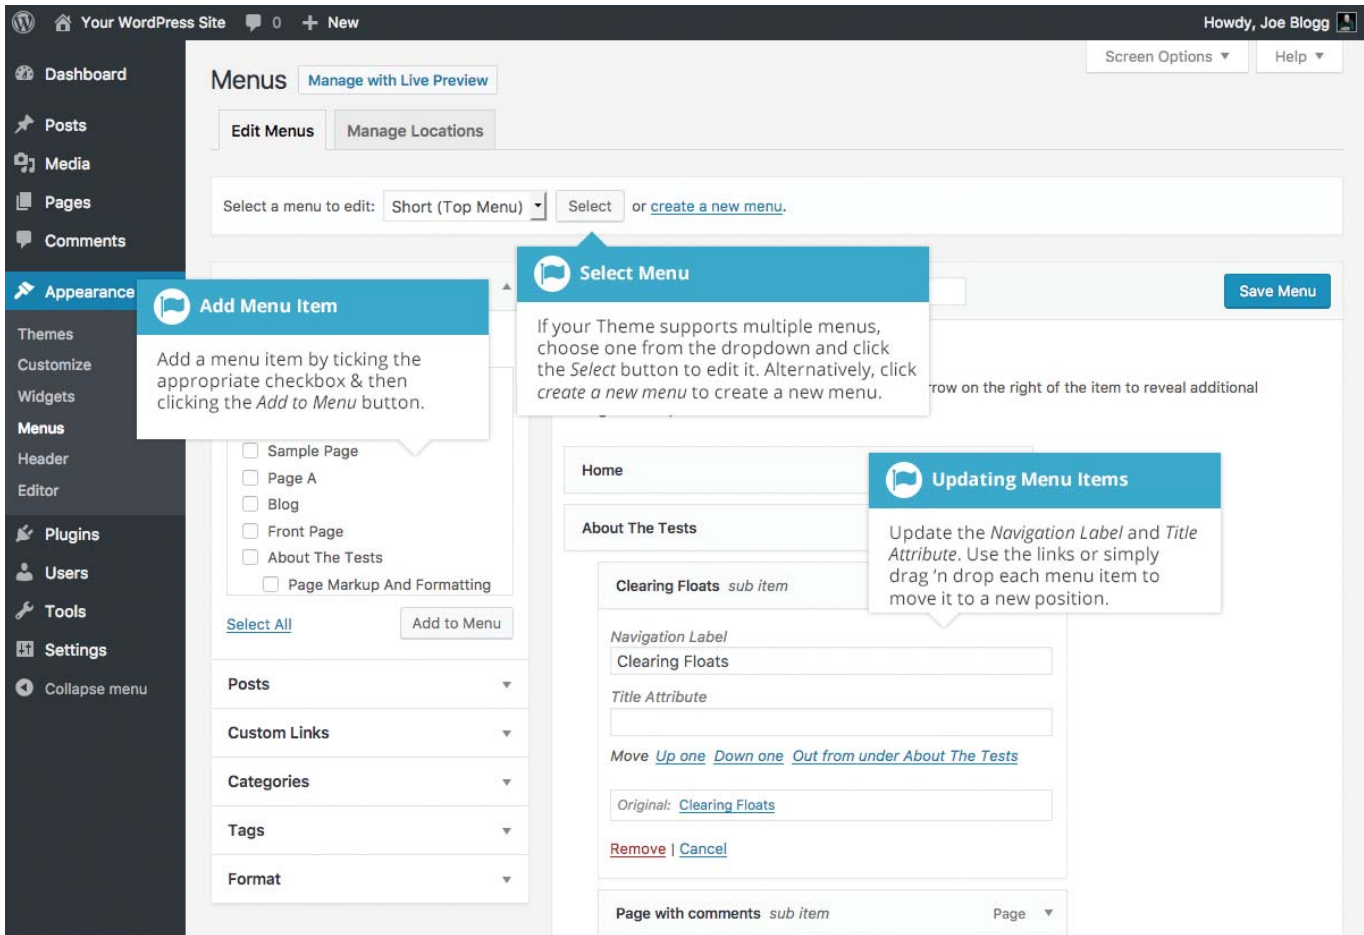 Your WordPress Site 0 + New
Howdy, Joe Blogg
Screen Options ▼
Help ▼
Dashboard
Posts
Media
Pages
Comments
Appearance
Themes
Customize
Widgets
Menus
Header
Editor
Plugins
Users
Tools
Settings
Collapse menu
Menus
Manage with Live Preview
Edit Menus
Manage Locations
Select a menu to edit: Short (Top Menu) Select or create a new menu.
Add Menu Item
Add a menu item by ticking the
appropriate checkbox & then
clicking the Add to Menu button.
Select Menu
If your Theme supports multiple menus,
choose one from the dropdown and click
the Select button to edit it. Alternatively, click
create a new menu to create a new menu.
Save Menu
on the right of the item to reveal additional
Sample Page
Page A
Blog
Front Page
About The Tests
Page Markup And Formatting
Select All
Add to Menu
Posts
Custom Links
Categories
Tags
Format
Home
About The Tests
Updating Menu Items
Update the Navigation Label and Title
Attribute. Use the links or simply
drag ‘n drop each menu item to
move it to a new position.
Clearing Floats sub item
Navigation Label
Clearing Floats
Title Attribute
Move Up one Down one Out from under About The Tests
Original: Clearing Floats
Remove | Cancel
Page with comments sub item
Page ▼